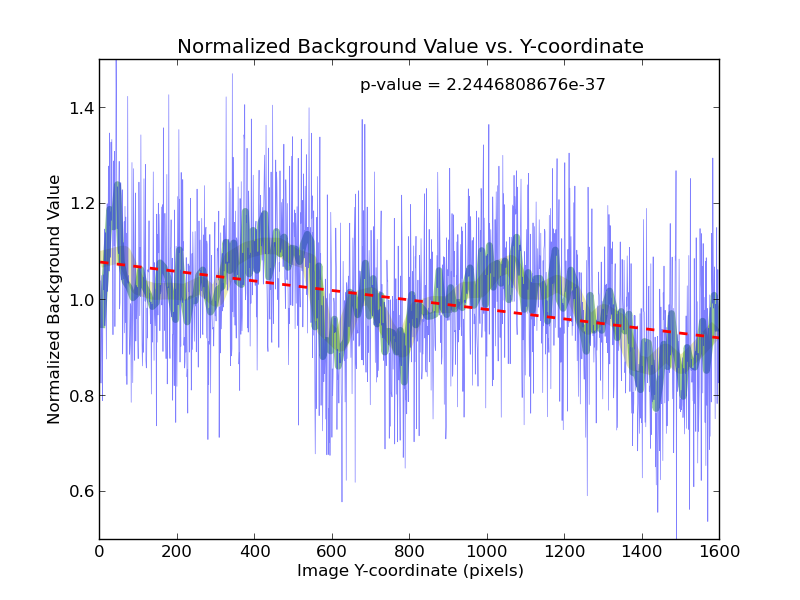 Normalized Background Value vs. Y-coordinate
p-value = 2.2446808676e-37
1.4
1.2
1.0
0.8
0.6
Normalized Background Value
0 200 400 600 800 1000 1200 1400 1600
Image Y-coordinate (pixels)